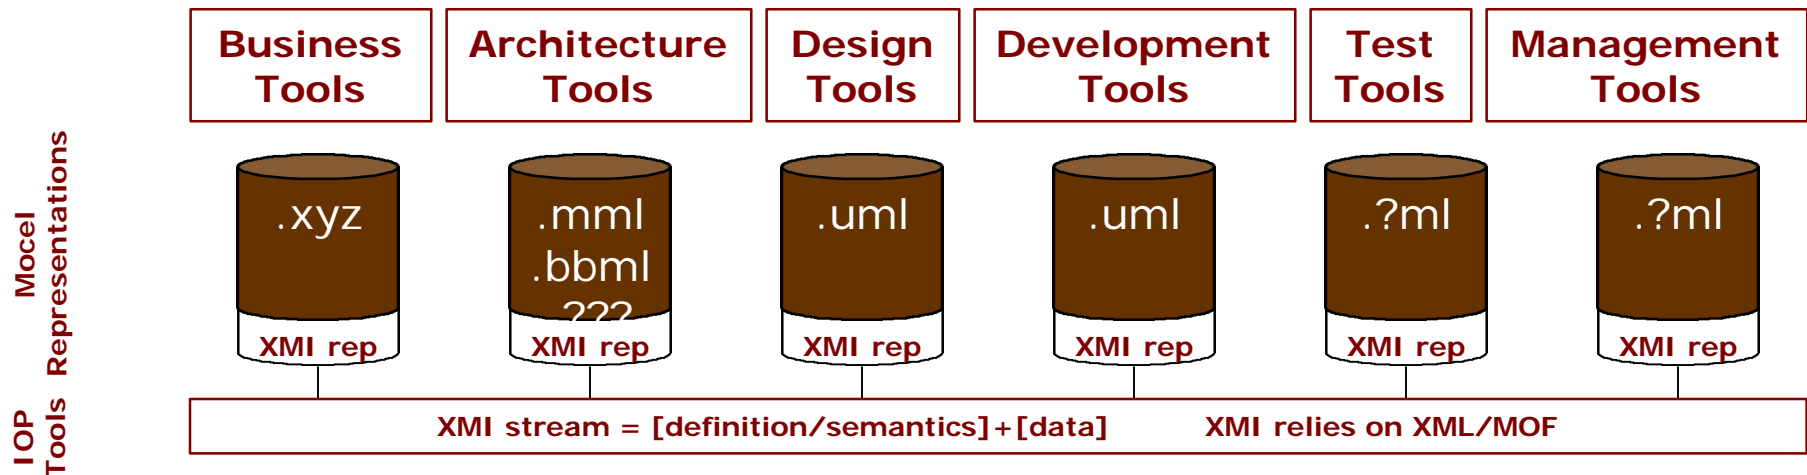 Business
Tools
Architecture
Tools
Design
Tools
Development
Tools
Test
Tools
Management
Tools
Mocel
Representations
.xyz
.mml
.bbml
???
.uml
.uml
.?ml
.?ml
XMI rep
XMI rep
XMI rep
XMI rep
XMI rep
XMI rep
IOP
Tools
XMI stream = [definition/semantics]+[data]
XMI relies on XML/MOF